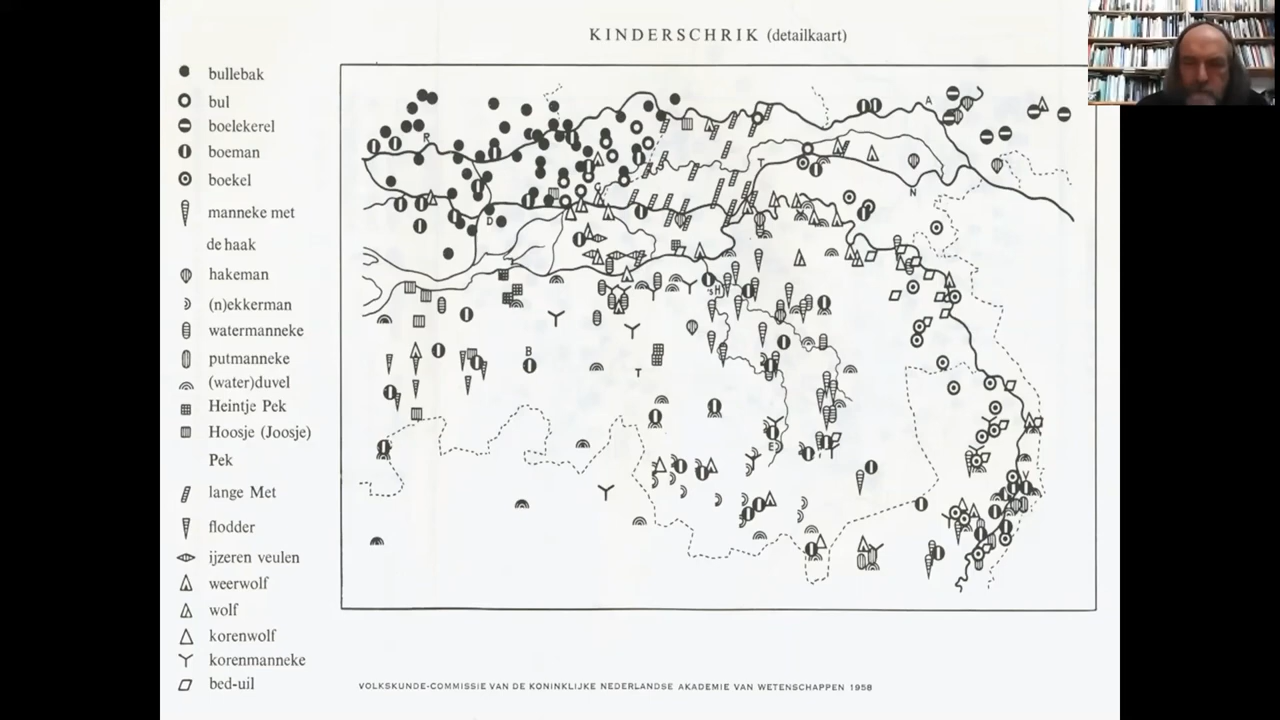 KINDERSCHRIK (detailkaart)
bullebak
bul
boelekerel
boeman
boekel
manneke met
de haak
hakeman
(n)ekkerman
watermanneke
putmanneke
(water)duvel
Heintje Pek
Hoosje (Joosje)
Pek
lange Met
flodder
ijzeren veulen
weerwolf
wolf
korenwolf
korenmanneke
bed-uil
A
R
T
N
D
'sH
B
T
E
V
VOLKSKUNDE-COMMISSIE VAN DE KONINKLIJKE NEDERLANDSE AKADEMIE VAN WETENSCHAPPEN 1958